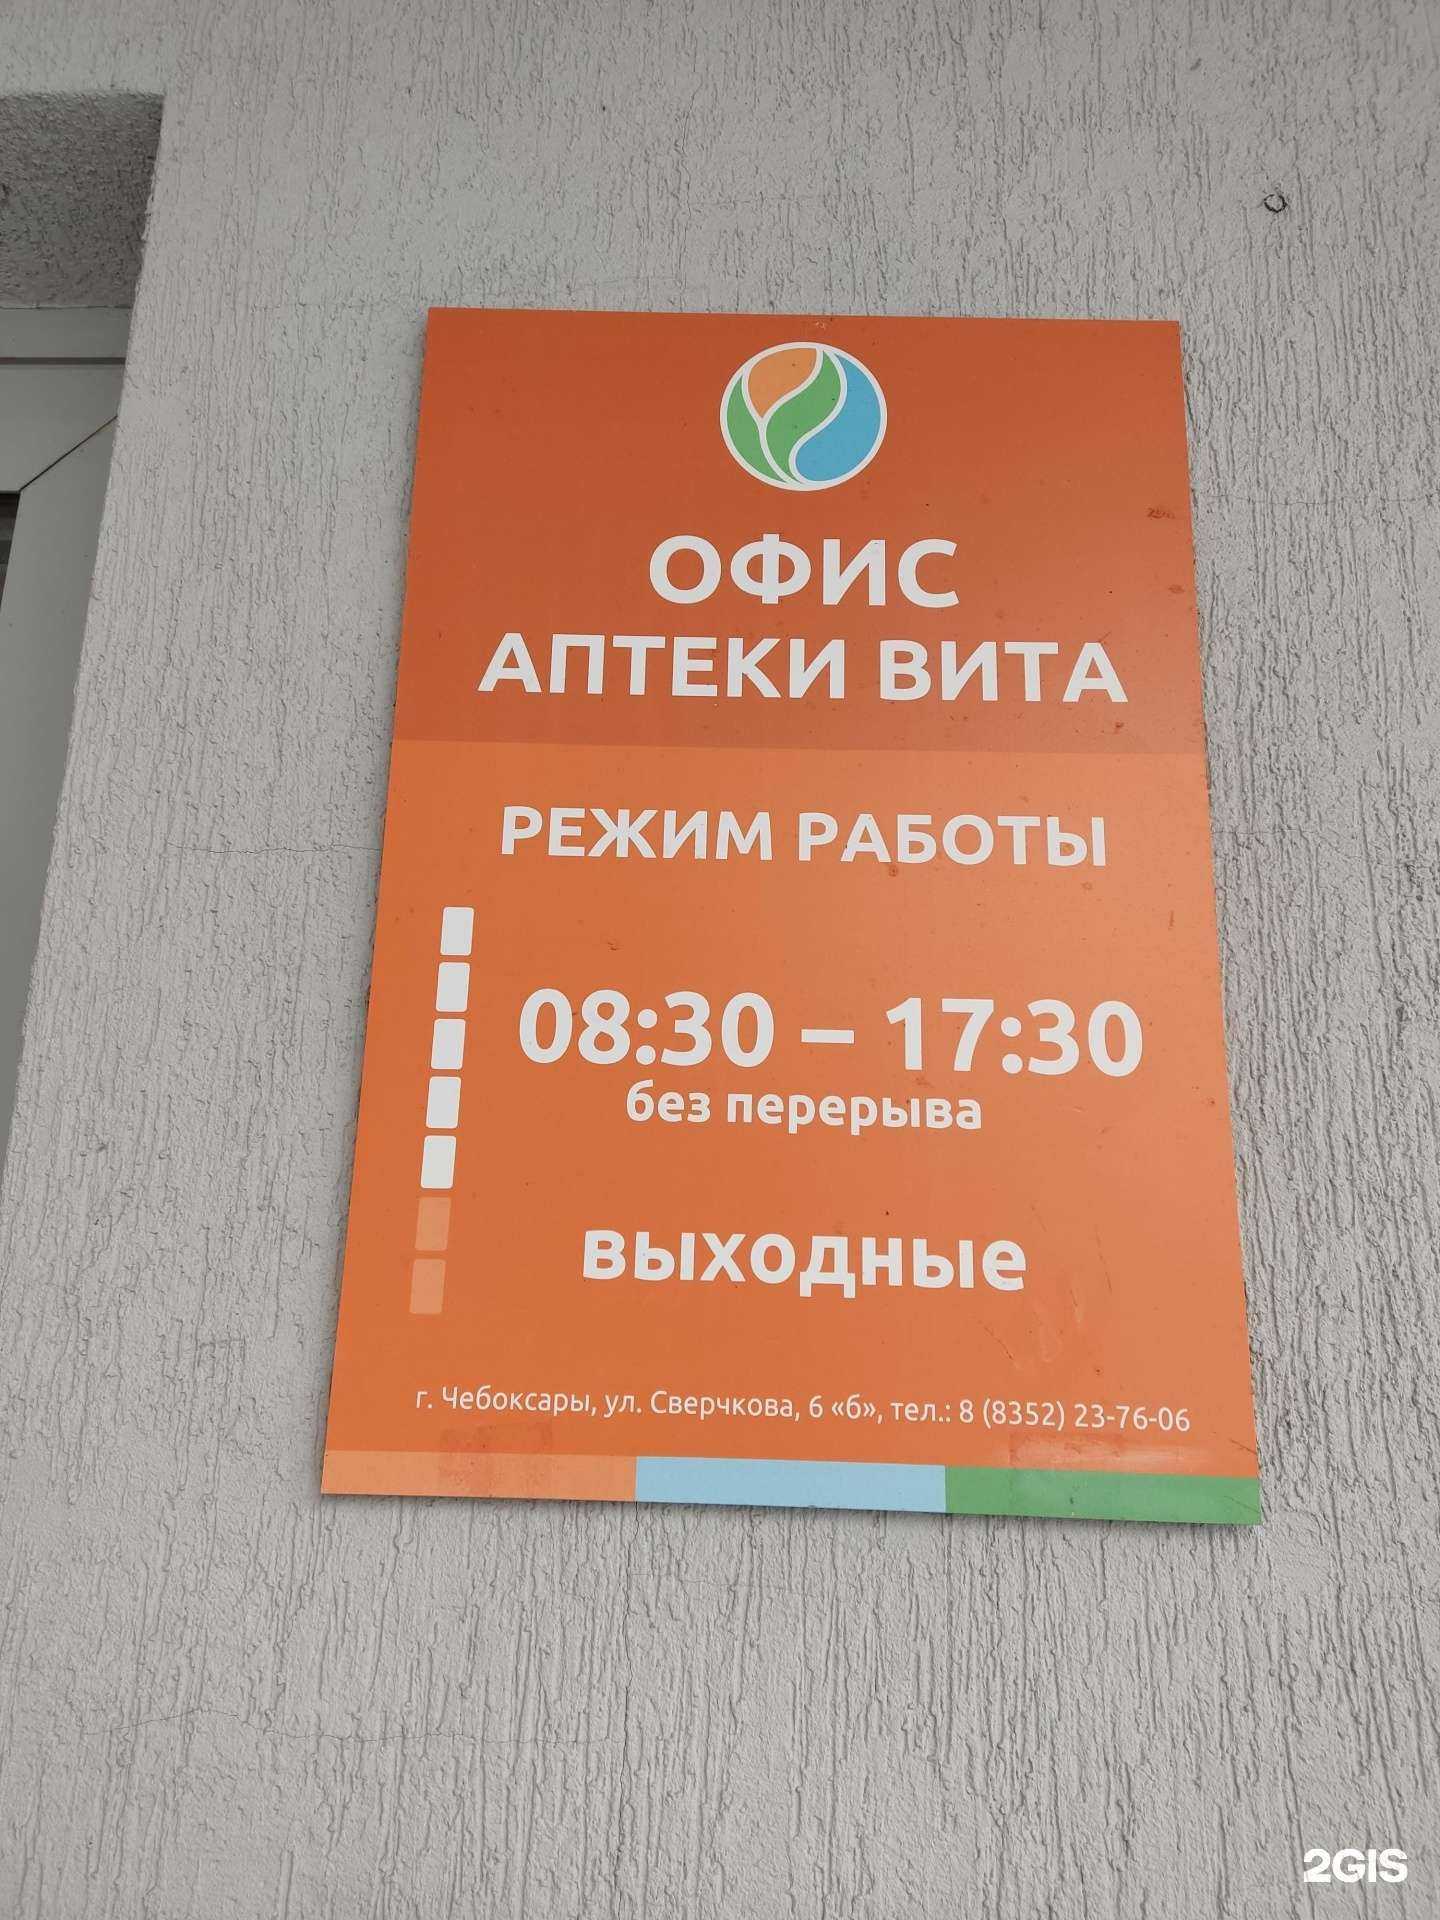 ОФИС
АПТЕКИ ВИТА
РЕЖИМ РАБОТЫ
08:30 – 17:30
без перерыва
выходные
г. Чебоксары, ул. Сверчкова, 6 «б», тел.: 8 (8352) 23-76-06
2GIS